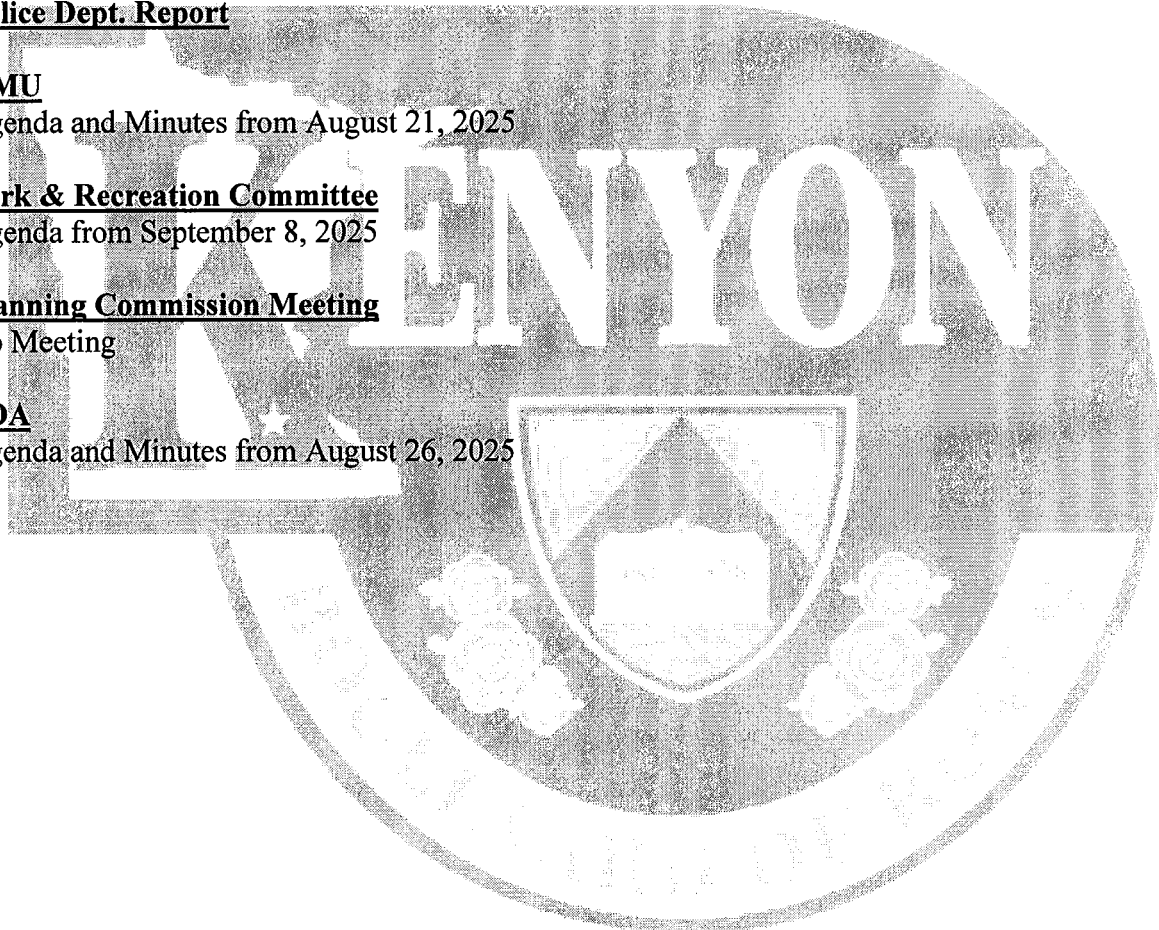 lice Dept. Report
MU
genda and Minutes from August 21, 2025
rk & Recreation Committee
genda from September 8, 2025
anning Commission Meeting
o Meeting
DA
genda and Minutes from August 26, 2025
KENYON